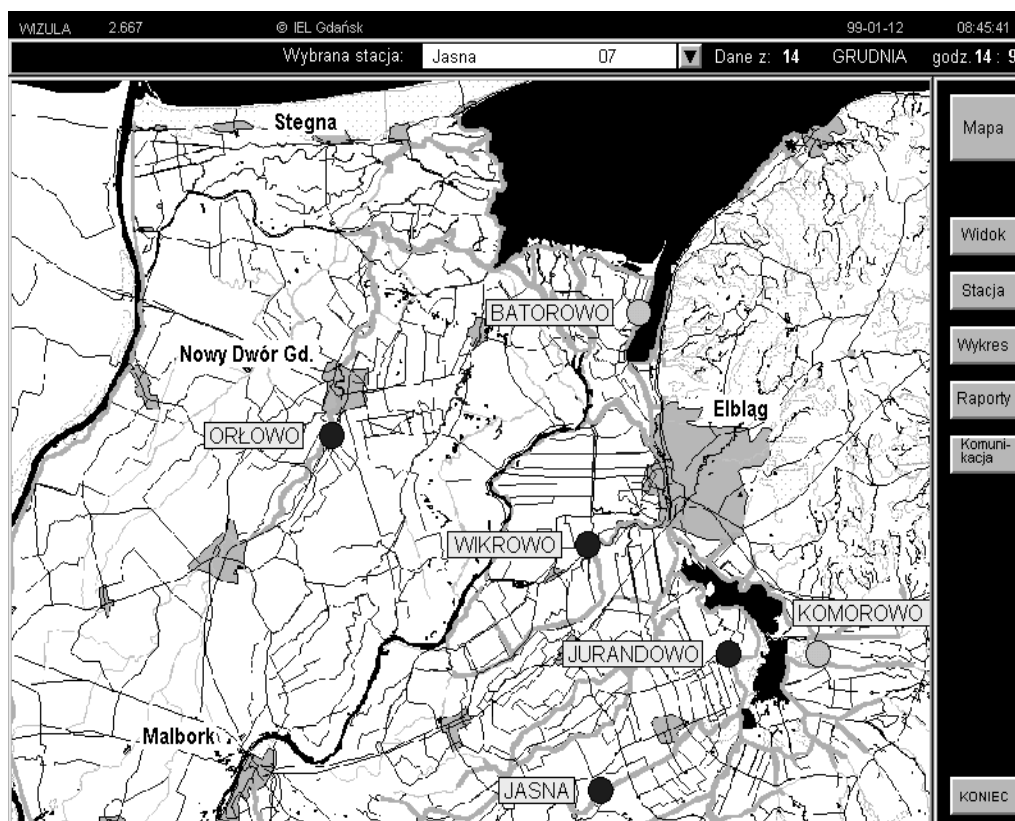 WIZULA 2.667 © IEL Gdańsk 99-01-12 08:45:41
Wybrana stacja: Jasna 07 Dane z: 14 GRUDNIA godz. 14 : 9
Stegna
Mapa
Widok
Stacja
BATOROWO
Wykres
Nowy Dwór Gd.
Raporty
Elbląg
ORŁOWO
Komuni-
kacja
WIKROWO
KOMOROWO
JURANDOWO
Malbork
JASNA
KONIEC